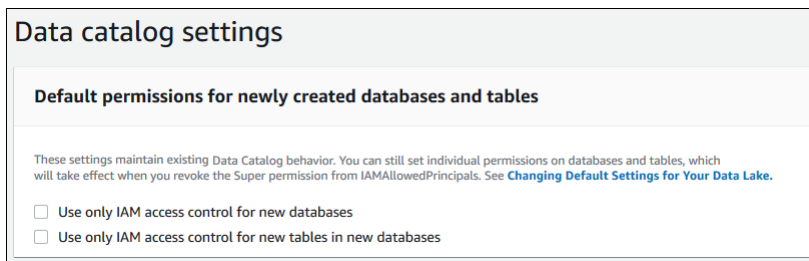 Data catalog settings
Default permissions for newly created databases and tables
These settings maintain existing Data Catalog behavior. You can still set individual permissions on databases and tables, which
will take effect when you revoke the Super permission from IAMAllowedPrincipals. See Changing Default Settings for Your Data Lake.
Use only IAM access control for new databases
Use only IAM access control for new tables in new databases